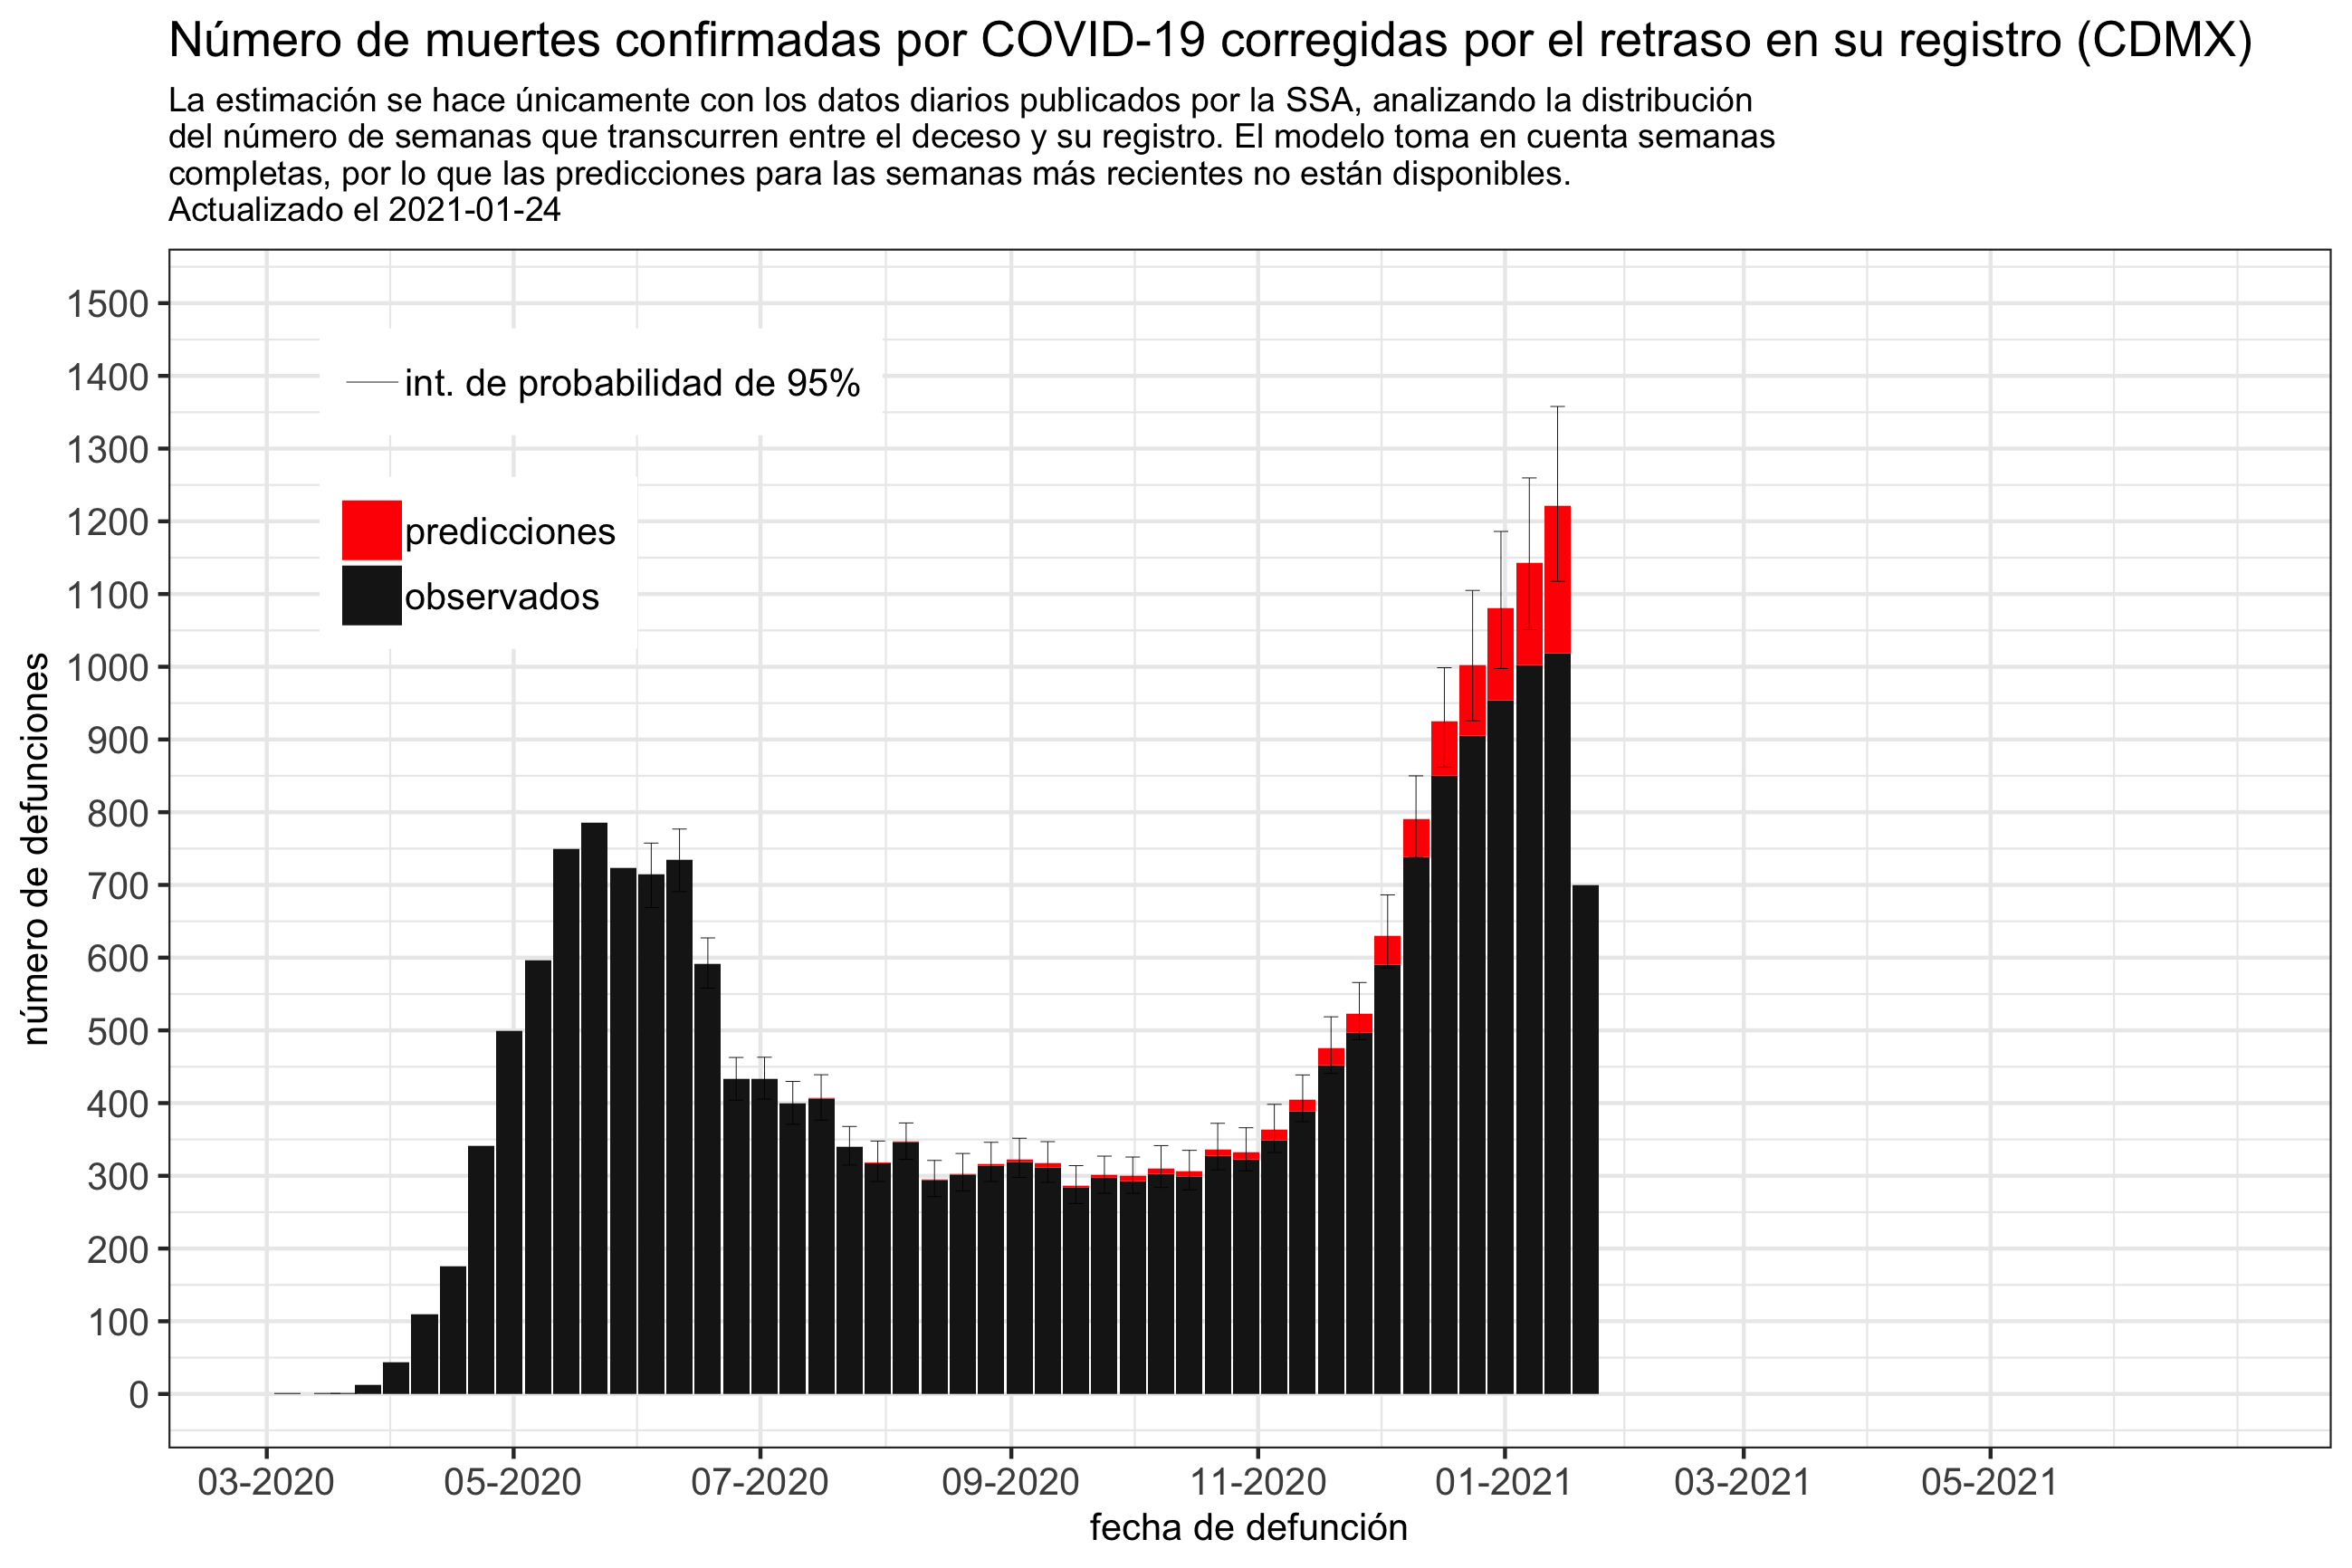 Número de muertes confirmadas por COVID-19 corregidas por el retraso en su registro (CDMX)
La estimación se hace únicamente con los datos diarios publicados por la SSA, analizando la distribución
del número de semanas que transcurren entre el deceso y su registro. El modelo toma en cuenta semanas
completas, por lo que las predicciones para las semanas más recientes no están disponibles.
Actualizado el 2021-01-24
número de defunciones
1500
1400
1300
1200
1100
1000
900
800
700
600
500
400
300
200
100
0
int. de probabilidad de 95%
predicciones
observados
03-2020 05-2020 07-2020 09-2020 11-2020 01-2021 03-2021 05-2021
fecha de defunción